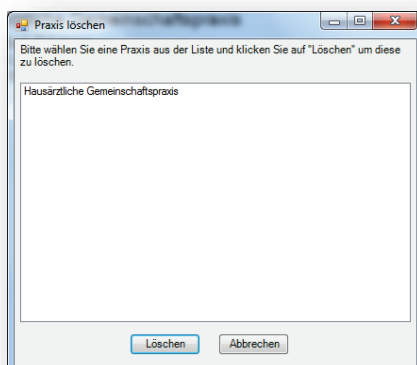 Praxis löschen
Bitte wählen Sie eine Praxis aus der Liste und klicken Sie auf "Löschen" um diese
zu löschen.
Hausärztliche Gemeinschaftspraxis
Löschen
Abbrechen